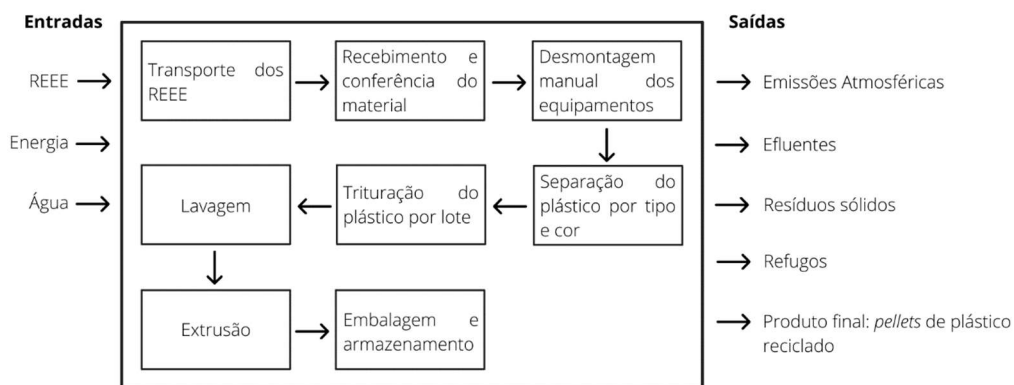 Entradas
Saídas
REEE
Energia
Água
Transporte dos
REEE
Recebimento e
conferência do
material
Desmontagem
manual dos
equipamentos
Separação do
plástico por tipo
e cor
Trituração do
plástico por lote
Lavagem
Extrusão
Embalagem e
armazenamento
Emissões Atmosféricas
Efluentes
Resíduos sólidos
Refugos
Produto final: pellets de plástico
reciclado